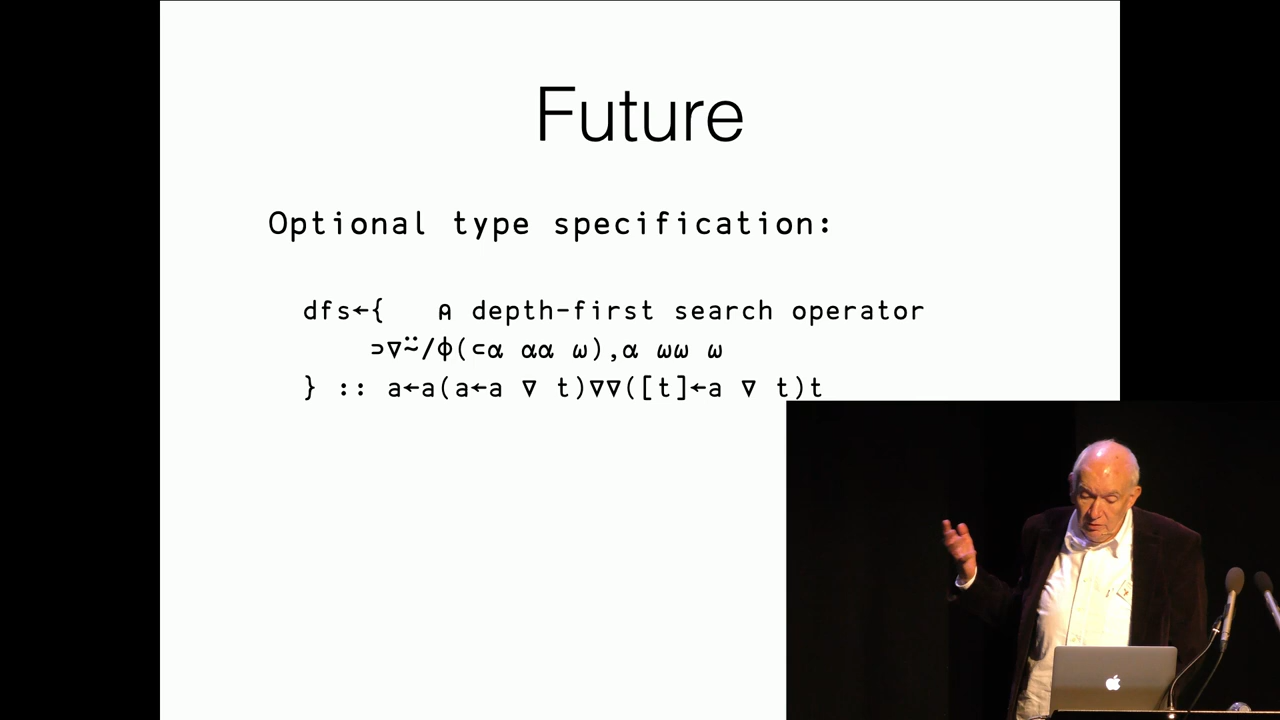 Future
Optional type specification:
dfs←{   ⍝ depth-first search operator
⊃∇⍨/⌽(⊂⍺ ⍺⍺ ⍵),⍺ ⍵⍵ ⍵
} :: a←a(a←a ∇ t)∇∇([t]←a ∇ t)t